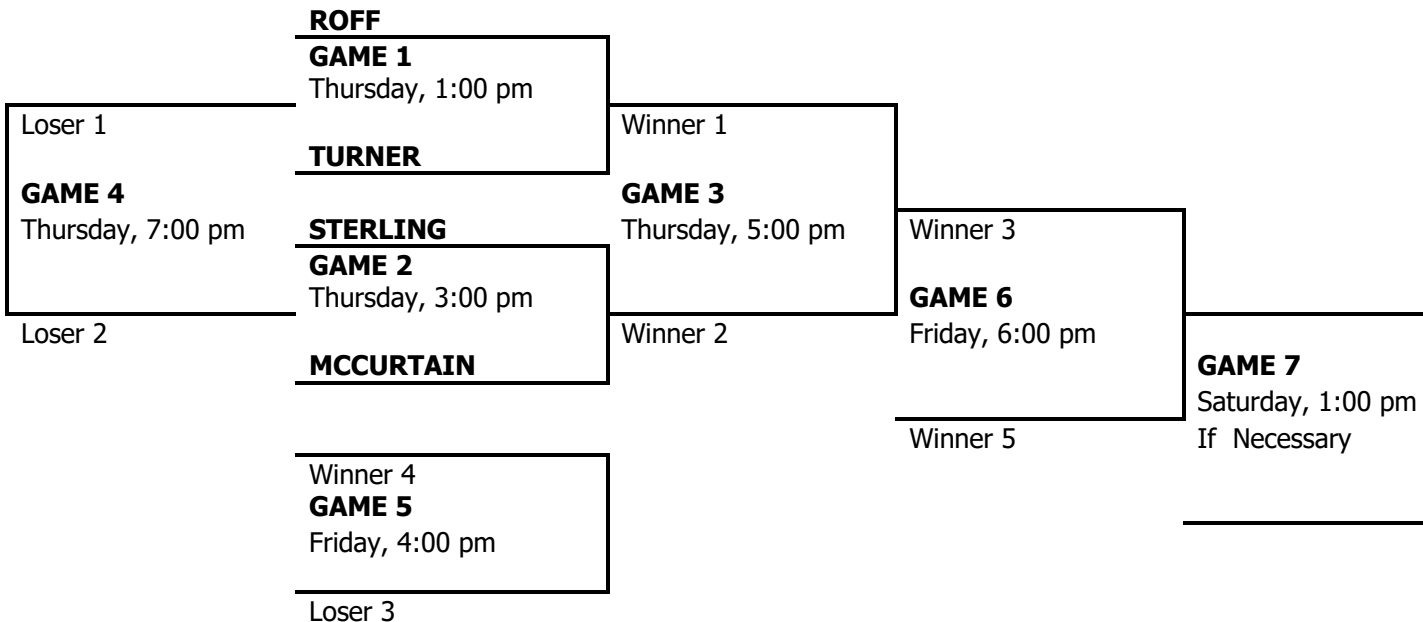 ROFF
GAME 1
Thursday, 1:00 pm
Loser 1
Winner 1
TURNER
GAME 4
GAME 3
Thursday, 7:00 pm
STERLING
Thursday, 5:00 pm
Winner 3
GAME 2
Thursday, 3:00 pm
GAME 6
Loser 2
Winner 2
Friday, 6:00 pm
MCCURTAIN
GAME 7
Saturday, 1:00 pm
Winner 5
If Necessary
Winner 4
GAME 5
Friday, 4:00 pm
Loser 3